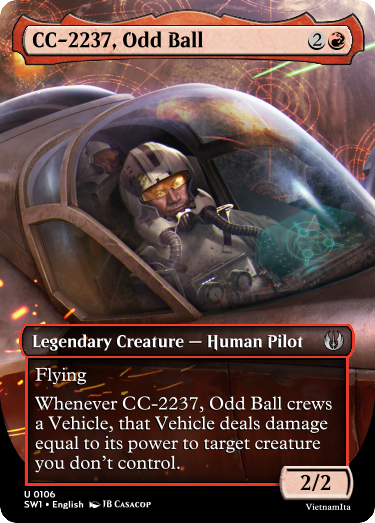 CC-2237, Odd Ball 2
Legendary Creature — Human Pilot
Flying
Whenever CC-2237, Odd Ball crews
a Vehicle, that Vehicle deals damage
equal to its power to target creature
you don't control.
2/2
U 0106
SW1 • English JB Casacop
VietnamIta